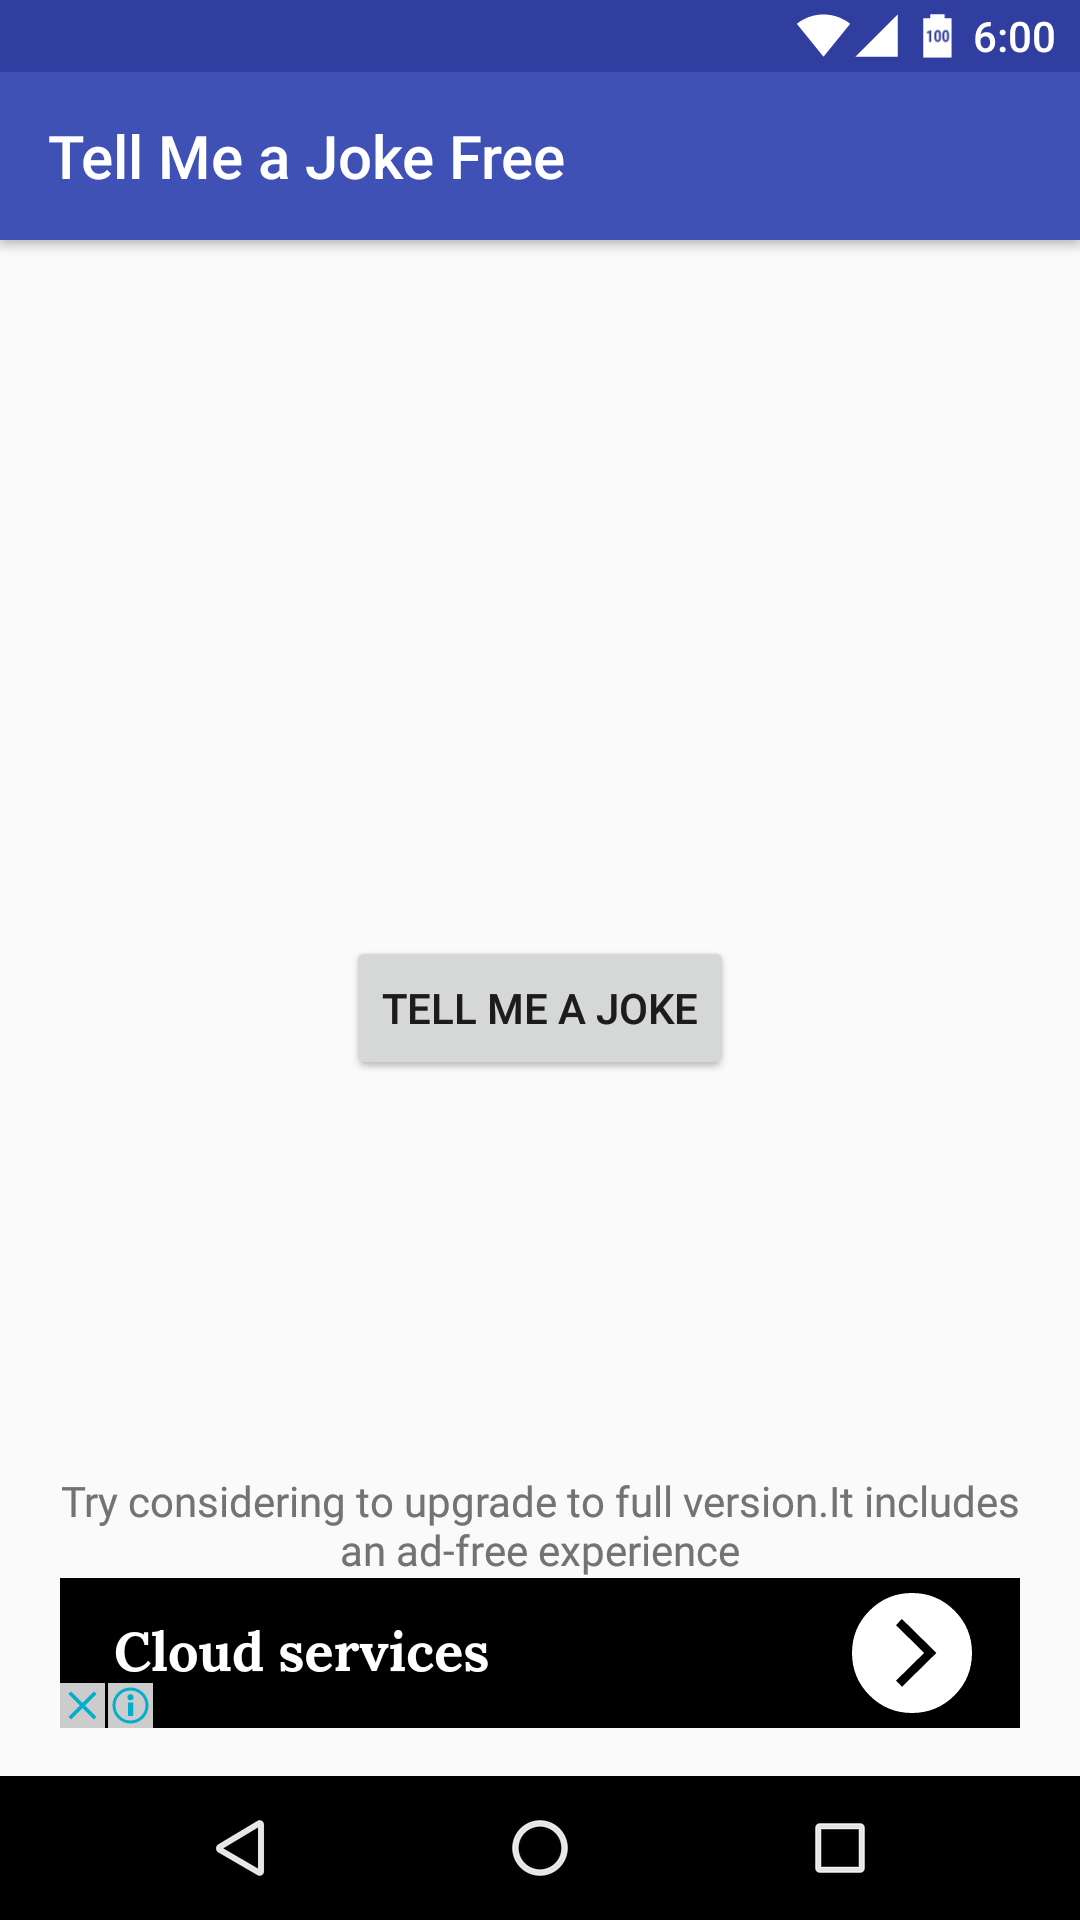 100 6:00
Tell Me a Joke Free
TELL ME A JOKE
Try considering to upgrade to full version.It includes
an ad-free experience
Cloud services